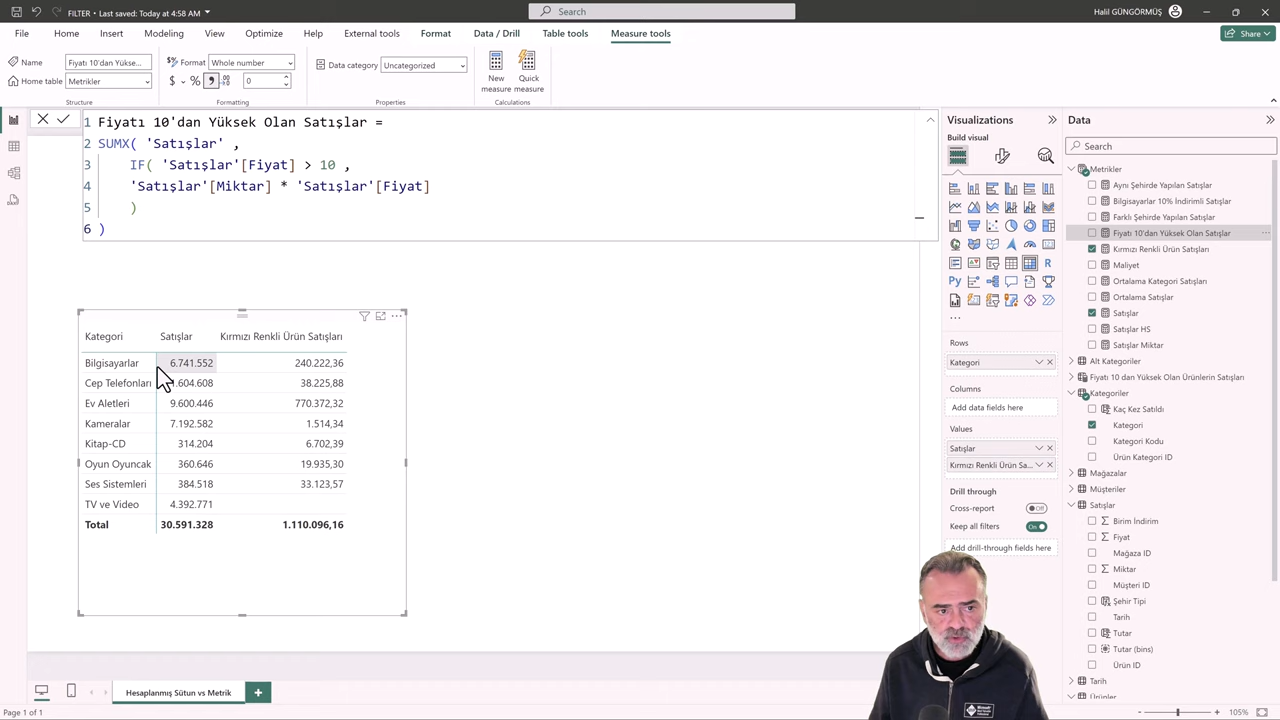 FILTER • Last saved: Today at 4:58 AM
Search
Halil GÜNGÖRMÜŞ
File Home Insert Modeling View Optimize Help External tools Format Data / Drill Table tools Measure tools
Share
Name Fiyatı 10'dan Yükse...
Home table Metrikler
Structure
Format Whole number
$ % 0
Formatting
Data category Uncategorized
Properties
New measure
Quick measure
Calculations
1 Fiyatı 10'dan Yüksek Olan Satışlar =
2 SUMX( 'Satışlar' ,
3 IF( 'Satışlar'[Fiyat] > 10 ,
4 'Satışlar'[Miktar] * 'Satışlar'[Fiyat]
5 )
6 )
Kategori Satışlar Kırmızı Renkli Ürün Satışları
Bilgisayarlar 6.741.552 240.222,36
Cep Telefonları .604.608 38.225,88
Ev Aletleri 9.600.446 770.372,32
Kameralar 7.192.582 1.514,34
Kitap-CD 314.204 6.702,39
Oyun Oyuncak 360.646 19.935,30
Ses Sistemleri 384.518 33.123,57
TV ve Video 4.392.771
Total 30.591.328 1.110.096,16
Visualizations
Build visual
R
Py
Rows
Kategori
Columns
Add data fields here
Values
Satışlar
Kırmızı Renkli Ürün Sa...
Drill through
Cross-report Off
Keep all filters On
Add drill-through fields here
Data
Search
Metrikler
Aynı Şehirde Yapılan Satışlar
Bilgisayarlar 10% İndirimli Satışlar
Farklı Şehirde Yapılan Satışlar
Fiyatı 10'dan Yüksek Olan Satışlar
Kırmızı Renkli Ürün Satışları
Maliyet
Ortalama Kategori Satışları
Ortalama Satışlar
Satışlar
Satışlar HS
Satışlar Miktar
Alt Kategoriler
Fiyatı 10 dan Yüksek Olan Ürünlerin Satışları
Kategoriler
Kaç Kez Satıldı
Kategori
Kategori Kodu
Ürün Kategori ID
Mağazalar
Müşteriler
Satışlar
Birim İndirim
Fiyat
Mağaza ID
Miktar
Müşteri ID
Şehir Tipi
Tarih
Tutar
Tutar (bins)
Ürün ID
Tarih
Ürünler
Hesaplanmış Sütun vs Metrik
Page 1 of 1
105%